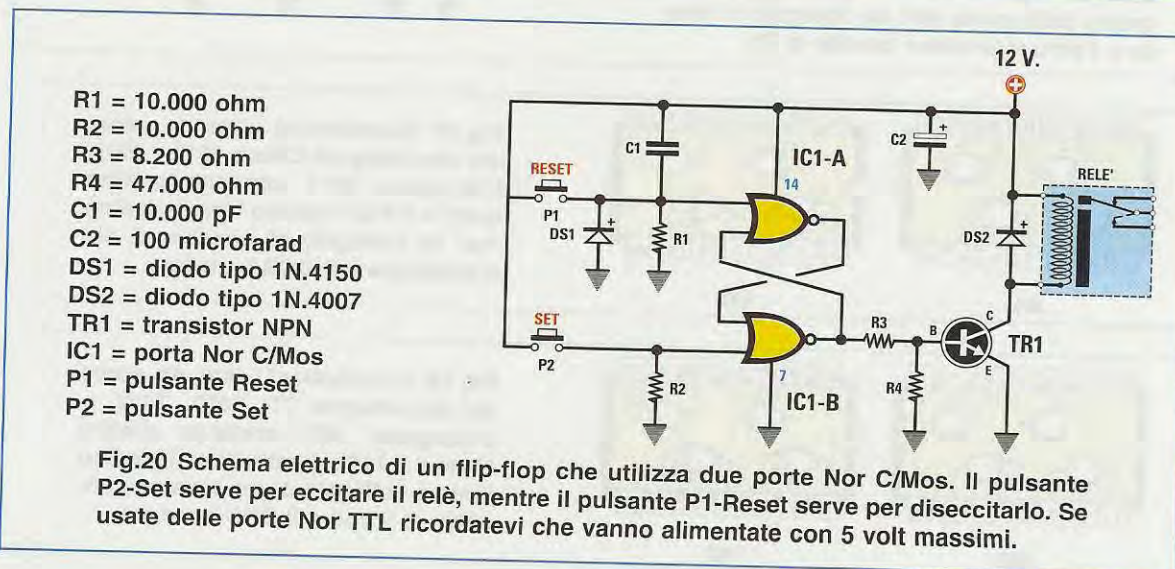 R1 = 10.000 ohm
R2 = 10.000 ohm
R3 = 8.200 ohm
R4 = 47.000 ohm
C1 = 10.000 pF
C2 = 100 microfarad
DS1 = diodo tipo 1N.4150
DS2 = diodo tipo 1N.4007
TR1 = transistor NPN
IC1 = porta Nor C/Mos
P1 = pulsante Reset
P2 = pulsante Set
12 V.
C1
IC1-A
C2
+
RESET
14
RELE'
P1
DS1
+
R1
DS2
+
SET
R3
B
C
TR1
P2
7
E
R2
IC1-B
R4
Fig.20 Schema elettrico di un flip-flop che utilizza due porte Nor C/Mos. Il pulsante
P2-Set serve per eccitare il relè, mentre il pulsante P1-Reset serve per diseccitarlo. Se
usate delle porte Nor TTL ricordatevi che vanno alimentate con 5 volt massimi.